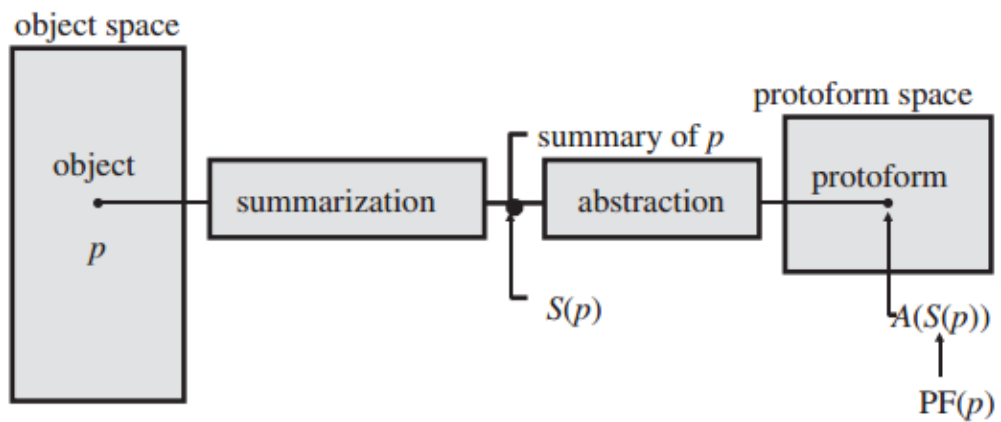 object space
protoform space
summary of p
object
protoform
summarization
abstraction
p
S(p)
A(S(p))
PF(p)